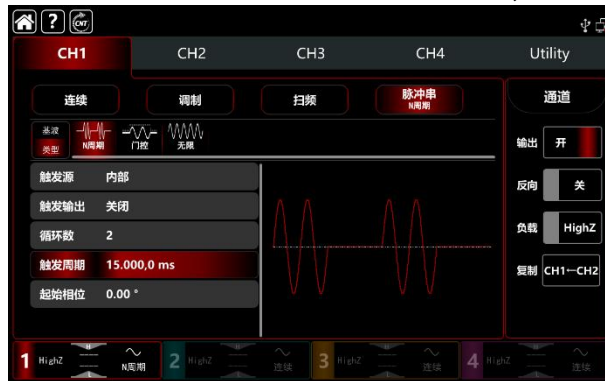 ? CNT
CH1 CH2 CH3 CH4 Utility
连续 调制 扫频 脉冲串 N周期 通道
基波 类型 N周期 门控 无限
输出 开
触发源 内部
反向 关
触发输出 关闭
循环数 2
负载 HighZ
触发周期 15.000,0 ms
复制 CH1←CH2
起始相位 0.00 °
1 HighZ N周期 2 HighZ 连续 3 HighZ 连续 4 HighZ 连续